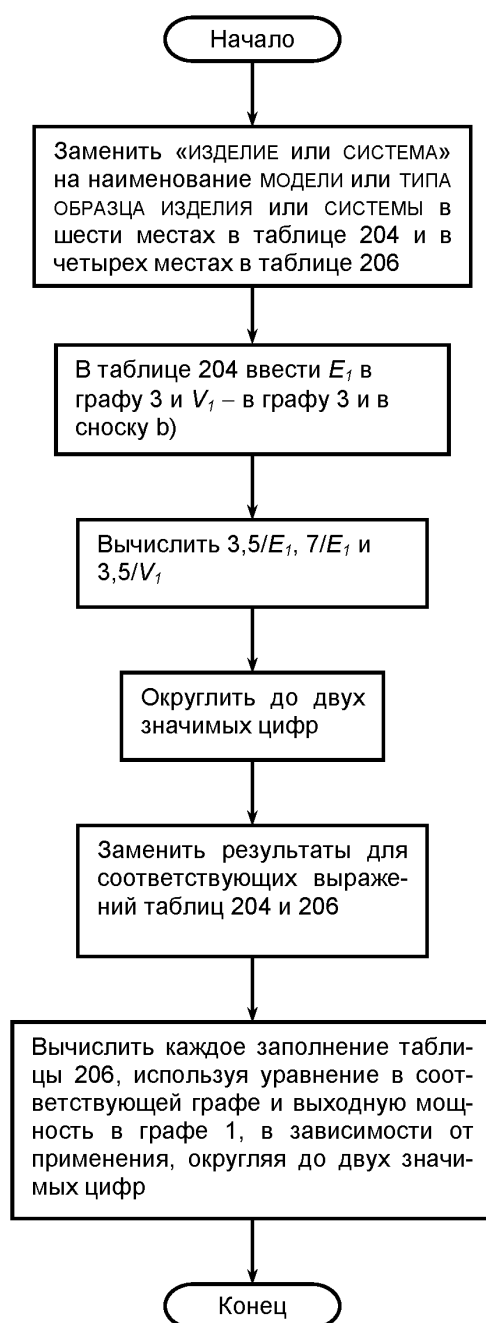 Начало
Заменить «ИЗДЕЛИЕ или СИСТЕМА»
на наименование МОДЕЛИ или ТИПА
ОБРАЗЦА ИЗДЕЛИЯ или СИСТЕМЫ в
шести местах в таблице 204 и в
четырех местах в таблице 206
В таблице 204 ввести E₁ в
графу 3 и V₁ – в графу 3 и в
сноску b)
Вычислить 3,5/E₁, 7/E₁ и
3,5/V₁
Округлить до двух
значимых цифр
Заменить результаты для
соответствующих выраже-
ний таблиц 204 и 206
Вычислить каждое заполнение табли-
цы 206, используя уравнение в соот-
ветствующей графе и выходную мощ-
ность в графе 1, в зависимости от
применения, округляя до двух значи-
мых цифр
Конец